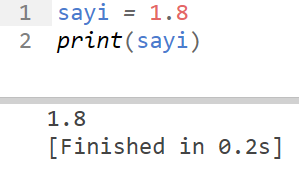 1 sayi = 1.8
2 print(sayi)
1.8
[Finished in 0.2s]